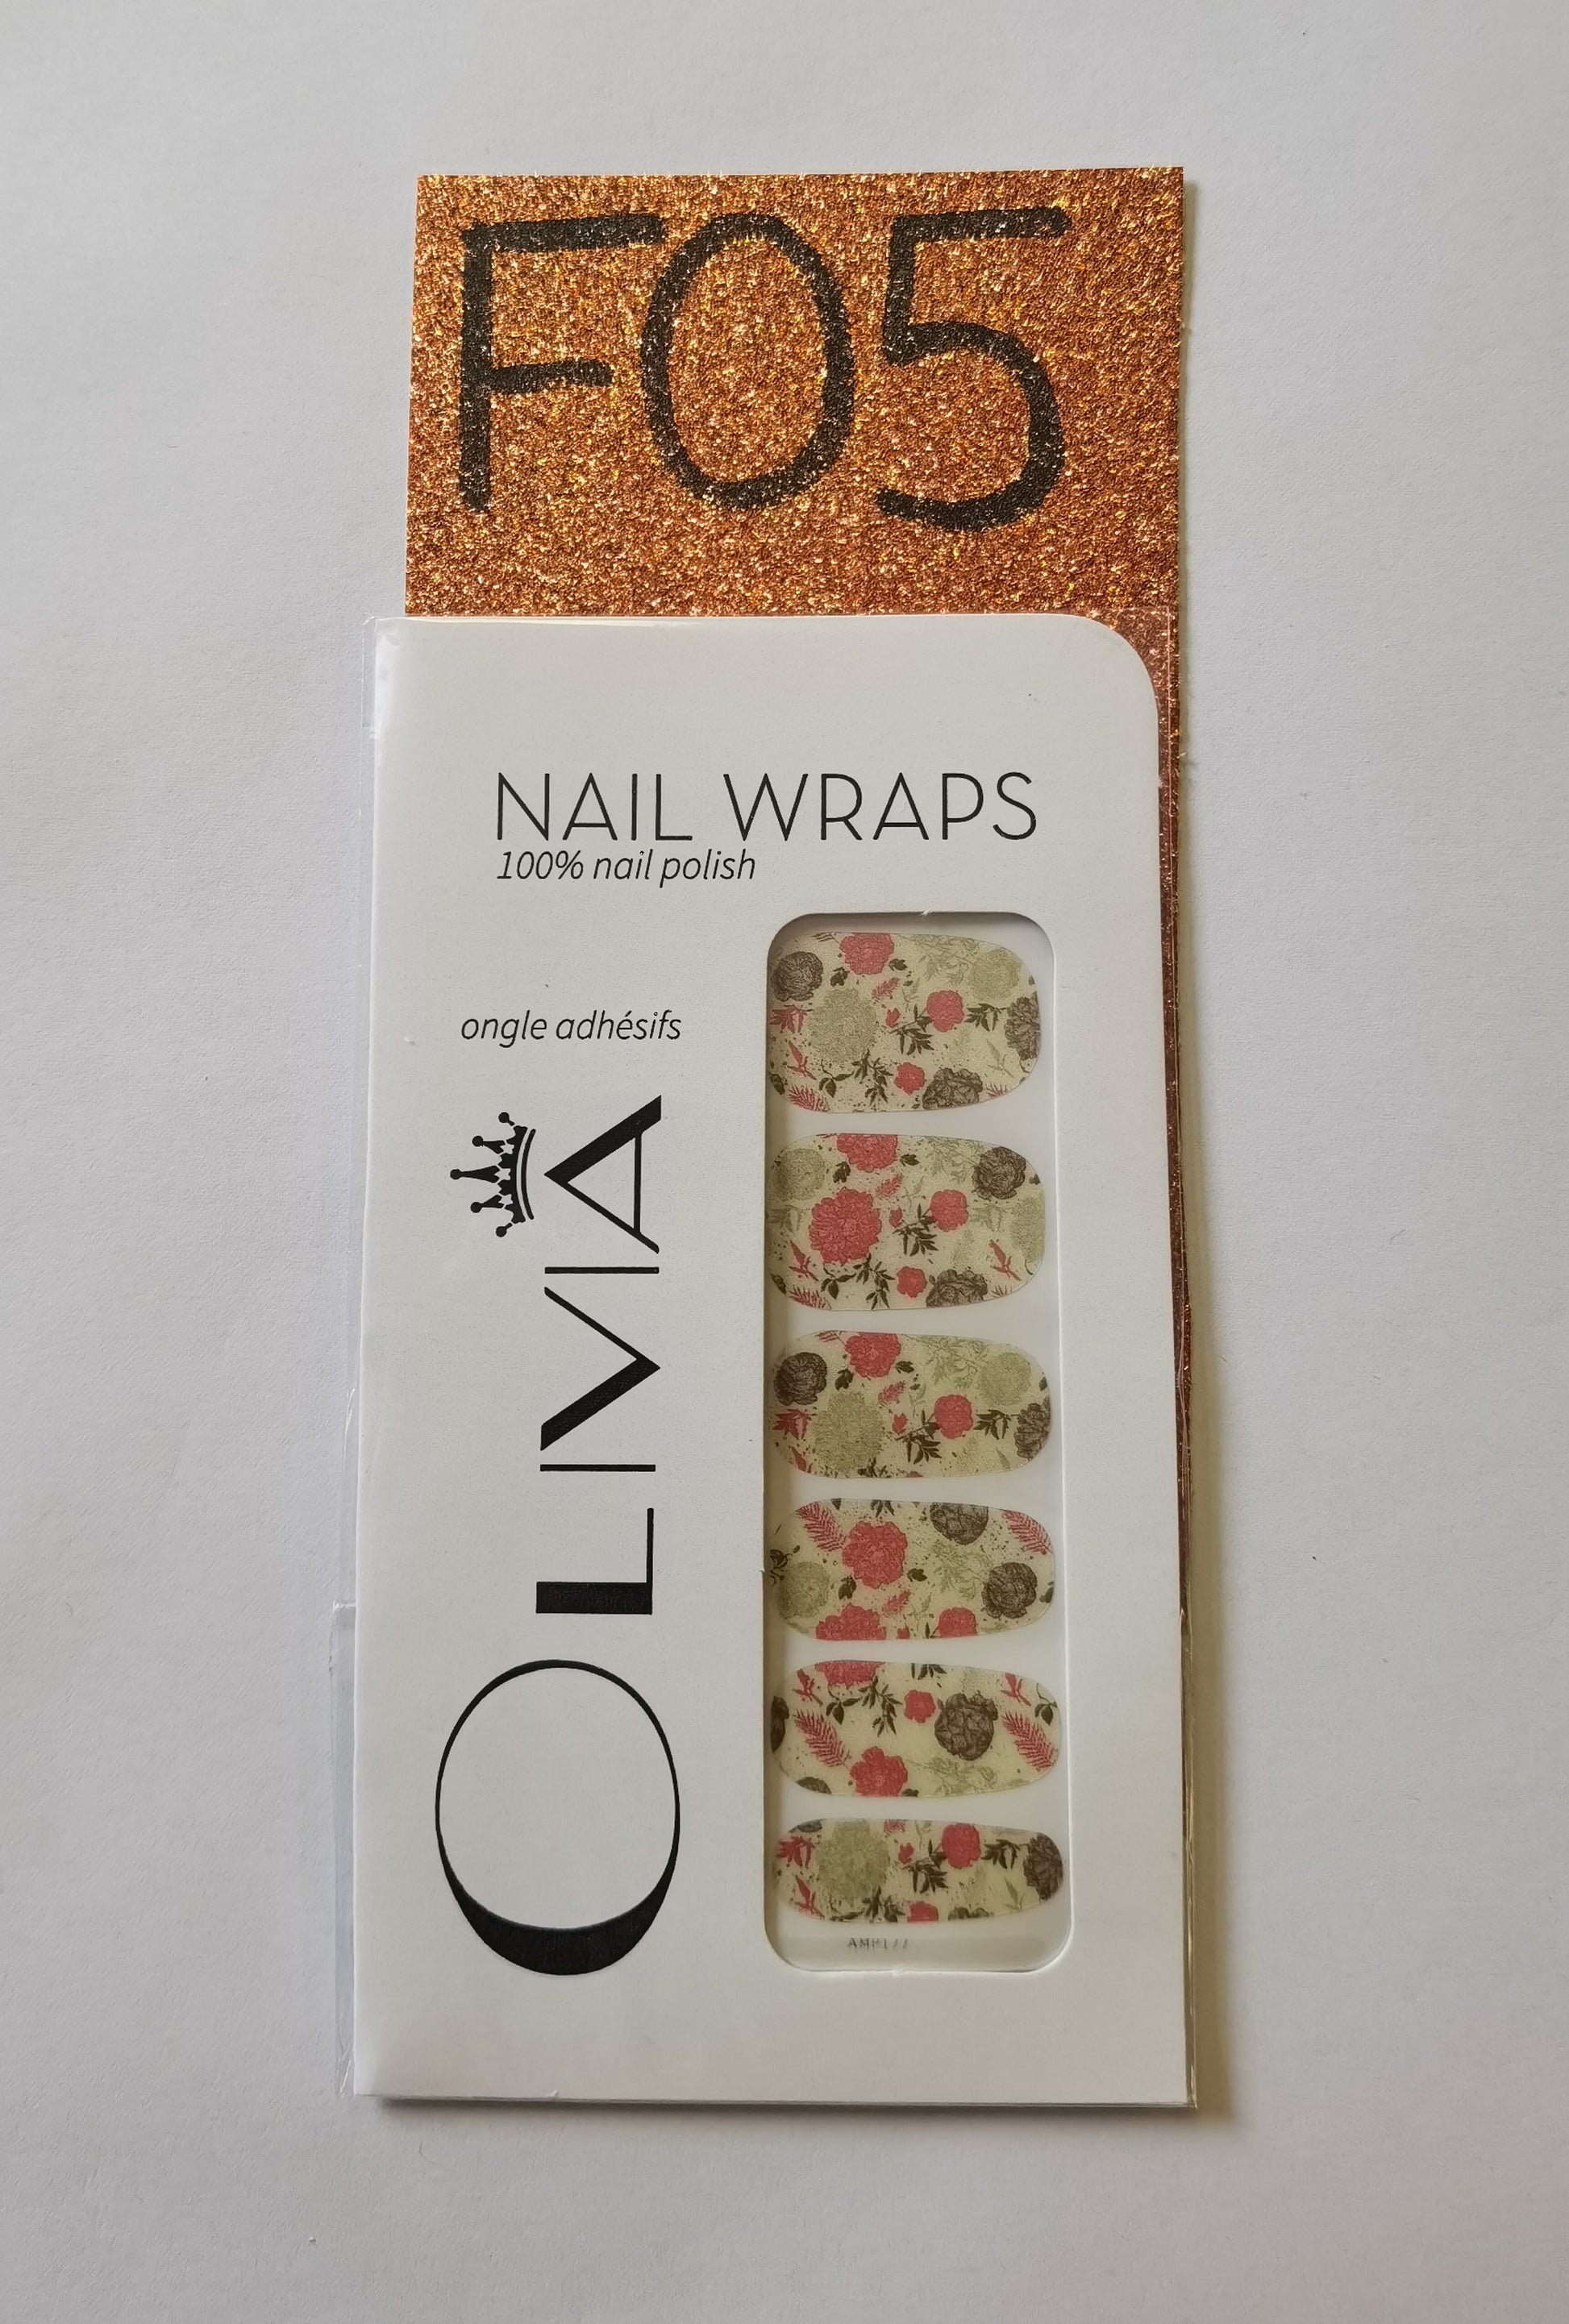 F05
NAIL WRAPS
100% nail polish
ongle adhésifs
OLIVIA